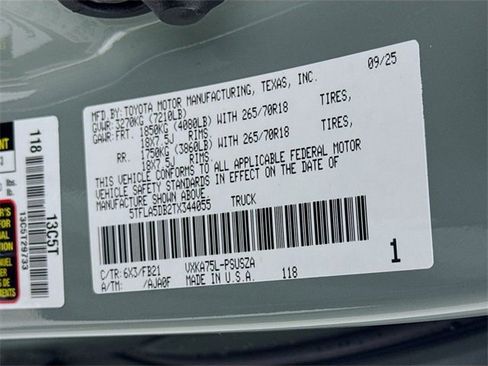 MFD.BY:TOYOTA MOTOR MANUFACTURING, TEXAS, INC. 09/25
GVWR: 3270KG (7210LB)
GAWR: FRT. 1850KG (4080LB) WITH 265/70R18 TIRES,
18X7.5J RIMS
RR. 1750KG (3860LB) WITH 265/70R18 TIRES,
18X7.5J RIMS
THIS VEHICLE CONFORMS TO ALL APPLICABLE FEDERAL MOTOR
VEHICLE SAFETY STANDARDS IN EFFECT ON THE DATE OF
MANUFACTURE SHOWN ABOVE.
5TFLA5DB2TX344055 TRUCK
C/TR: 6X3/FB21 VXKA75L-PSUSZA
A/TM: /AJA0F MADE IN U.S.A. 118
1
118
13C5T
13C5T29733